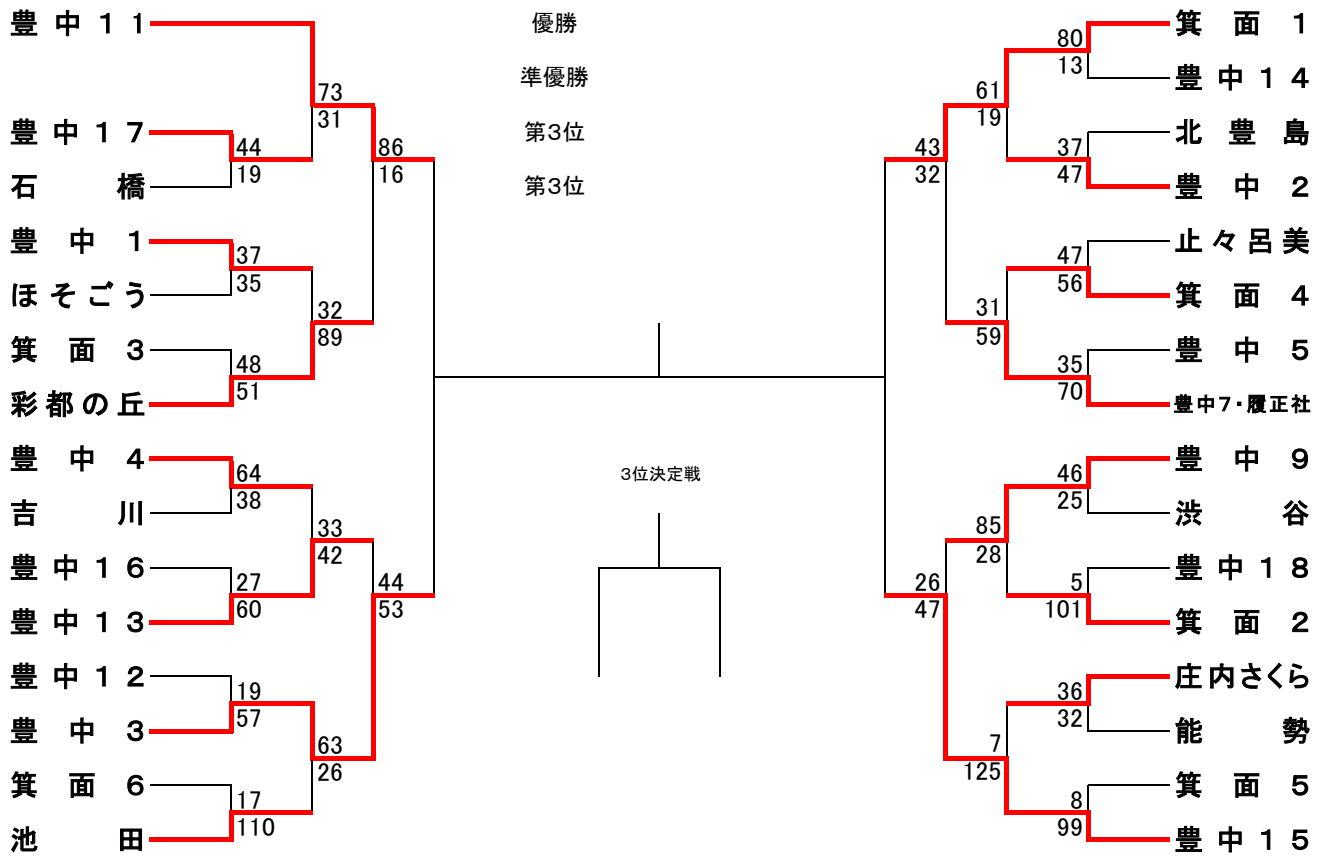 豊中１１
豊中１７
石橋
豊中１
ほそごう
箕面３
彩都の丘
豊中４
吉川
豊中１６
豊中１３
豊中１２
豊中３
箕面６
池田
44
19
37
35
48
51
64
38
27
60
19
57
17
110
73
31
32
89
33
42
63
26
86
16
44
53
優勝
準優勝
第3位
第3位
3位決定戦
43
32
26
47
61
19
31
59
85
28
7
125
80
13
37
47
47
56
35
70
46
25
5
101
36
32
8
99
箕面１
豊中１４
北豊島
豊中２
止々呂美
箕面４
豊中５
豊中７・履正社
豊中９
渋谷
豊中１８
箕面２
庄内さくら
能勢
箕面５
豊中１５